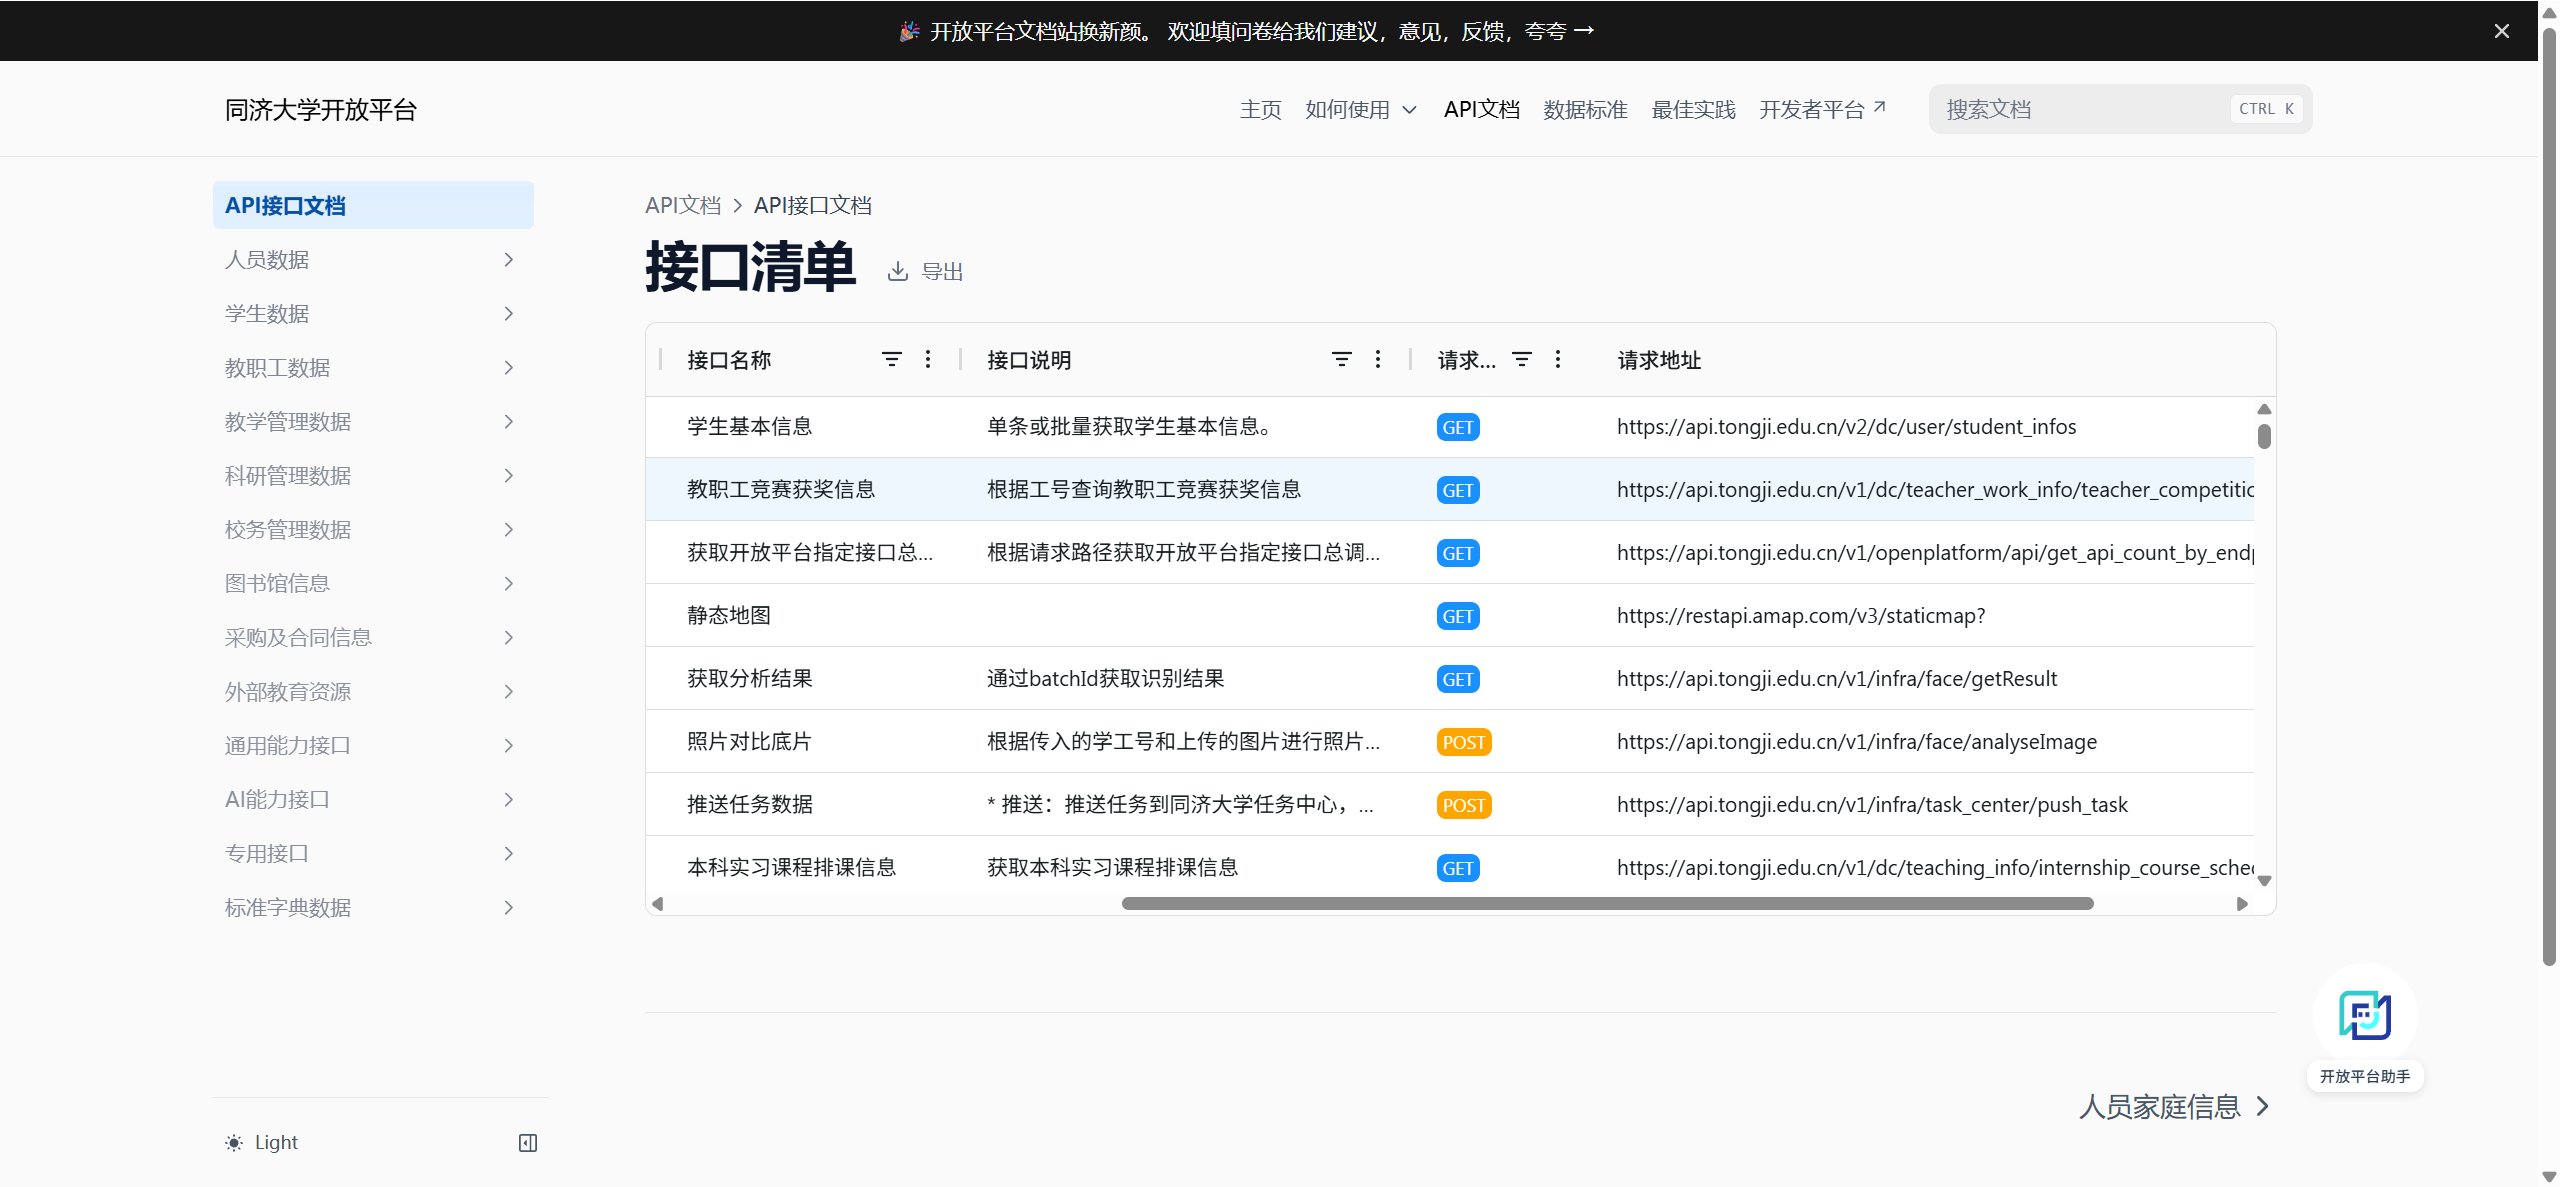 🎉 开放平台文档站换新颜。 欢迎填问卷给我们建议，意见，反馈，夸夸 →
同济大学开放平台
主页 如何使用 API文档 数据标准 最佳实践 开发者平台 ↗ 搜索文档 CTRL K
API接口文档
人员数据
学生数据
教职工数据
教学管理数据
科研管理数据
校务管理数据
图书馆信息
采购及合同信息
外部教育资源
通用能力接口
AI能力接口
专用接口
标准字典数据
Light
API文档 > API接口文档
接口清单 导出
接口名称 接口说明 请求... 请求地址
学生基本信息 单条或批量获取学生基本信息。 GET https://api.tongji.edu.cn/v2/dc/user/student_infos
教职工竞赛获奖信息 根据工号查询教职工竞赛获奖信息 GET https://api.tongji.edu.cn/v1/dc/teacher_work_info/teacher_competitic
获取开放平台指定接口总... 根据请求路径获取开放平台指定接口总调... GET https://api.tongji.edu.cn/v1/openplatform/api/get_api_count_by_endp
静态地图 GET https://restapi.amap.com/v3/staticmap?
获取分析结果 通过batchId获取识别结果 GET https://api.tongji.edu.cn/v1/infra/face/getResult
照片对比底片 根据传入的学工号和上传的图片进行照片... POST https://api.tongji.edu.cn/v1/infra/face/analyseImage
推送任务数据 * 推送：推送任务到同济大学任务中心，... POST https://api.tongji.edu.cn/v1/infra/task_center/push_task
本科实习课程排课信息 获取本科实习课程排课信息 GET https://api.tongji.edu.cn/v1/dc/teaching_info/internship_course_sche
开放平台助手
人员家庭信息